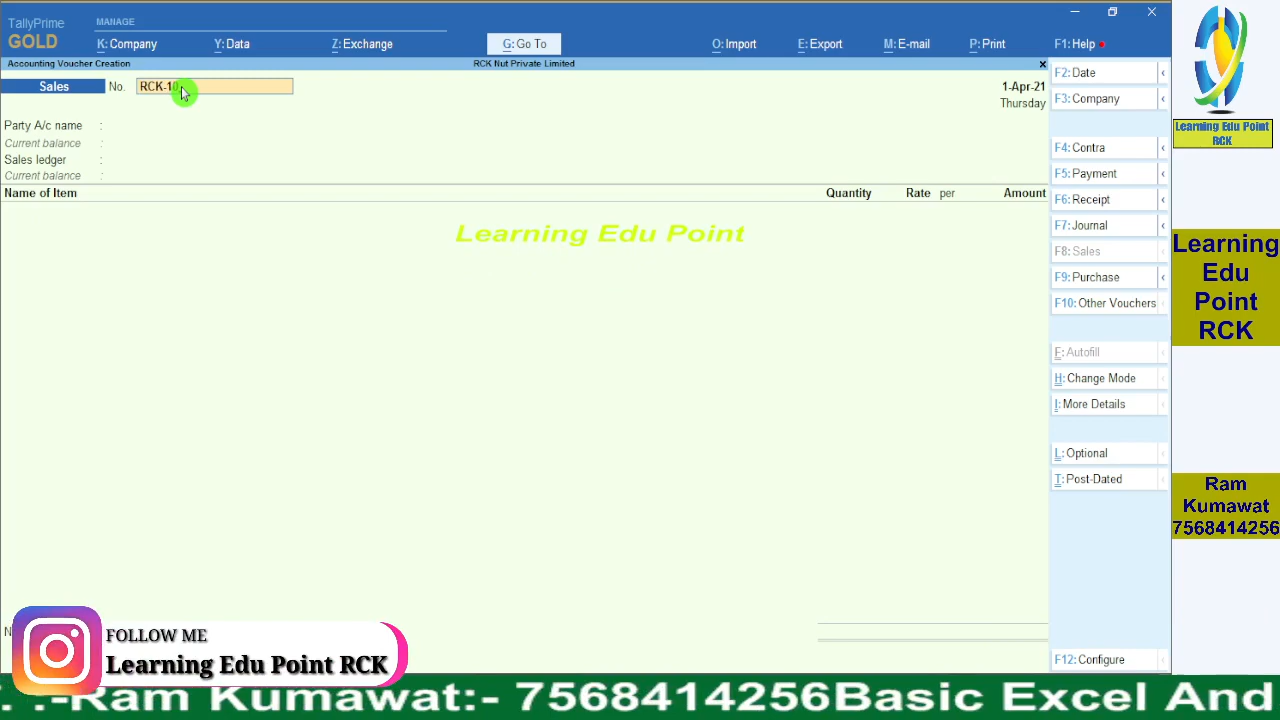 TallyPrime
GOLD
MANAGE
K: Company
Y: Data
Z: Exchange
G: Go To
O: Import
E: Export
M: E-mail
P: Print
F1: Help
Accounting Voucher Creation
RCK Nut Private Limited
Sales
No.
RCK-10
1-Apr-21
Thursday
Party A/c name :
Current balance :
Sales ledger :
Current balance :
Name of Item
Quantity
Rate
per
Amount
Learning Edu Point
F2: Date
F3: Company
F4: Contra
F5: Payment
F6: Receipt
F7: Journal
F8: Sales
F9: Purchase
F10: Other Vouchers
E: Autofill
H: Change Mode
I: More Details
L: Optional
T: Post-Dated
F12: Configure
Learning Edu Point
RCK
Learning
Edu
Point
RCK
Ram
Kumawat
7568414256
FOLLOW ME
Learning Edu Point RCK
:-Ram Kumawat:- 7568414256Basic Excel And